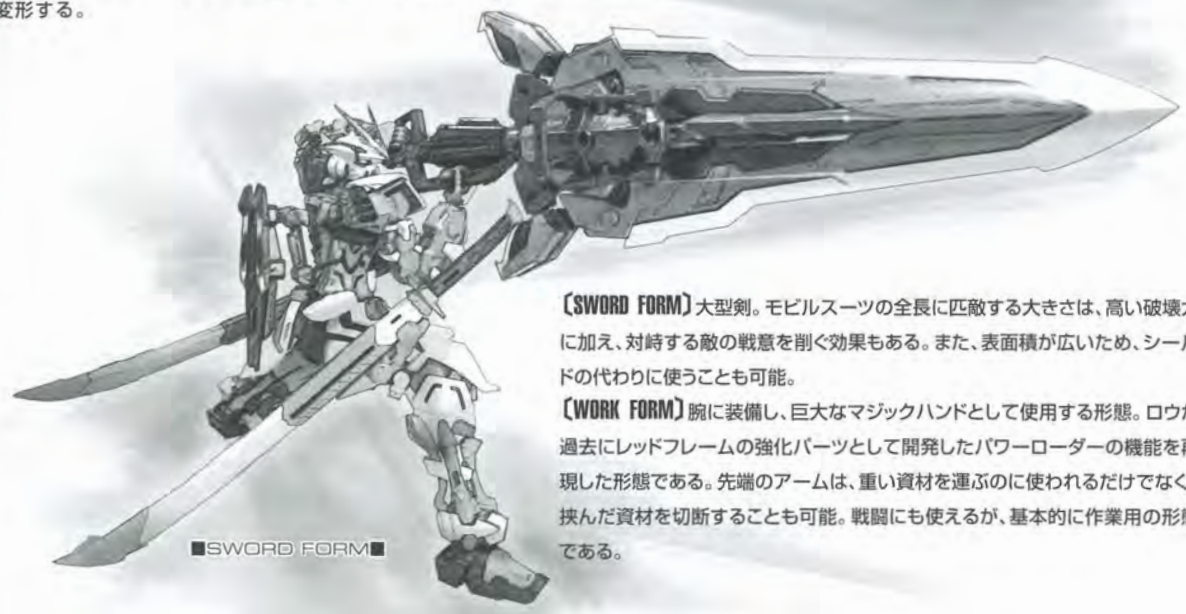 変形する。
〔SWORD FORM〕大型剣。モビルスーツの全長に匹敵する大きさは、高い破壊力
に加え、対峙する敵の戦意を削ぐ効果もある。また、表面積が広いため、シール
ドの代わりに使うことも可能。
〔WORK FORM〕腕に装備し、巨大なマジックハンドとして使用する形態。ロウが
過去にレッドフレームの強化パーツとして開発したパワーローダーの機能を再
現した形態である。先端のアームは、重い資材を運ぶのに使われるだけでなく、
挟んだ資材を切断することも可能。戦闘にも使えるが、基本的に作業用の形態
である。
■SWORD FORM■